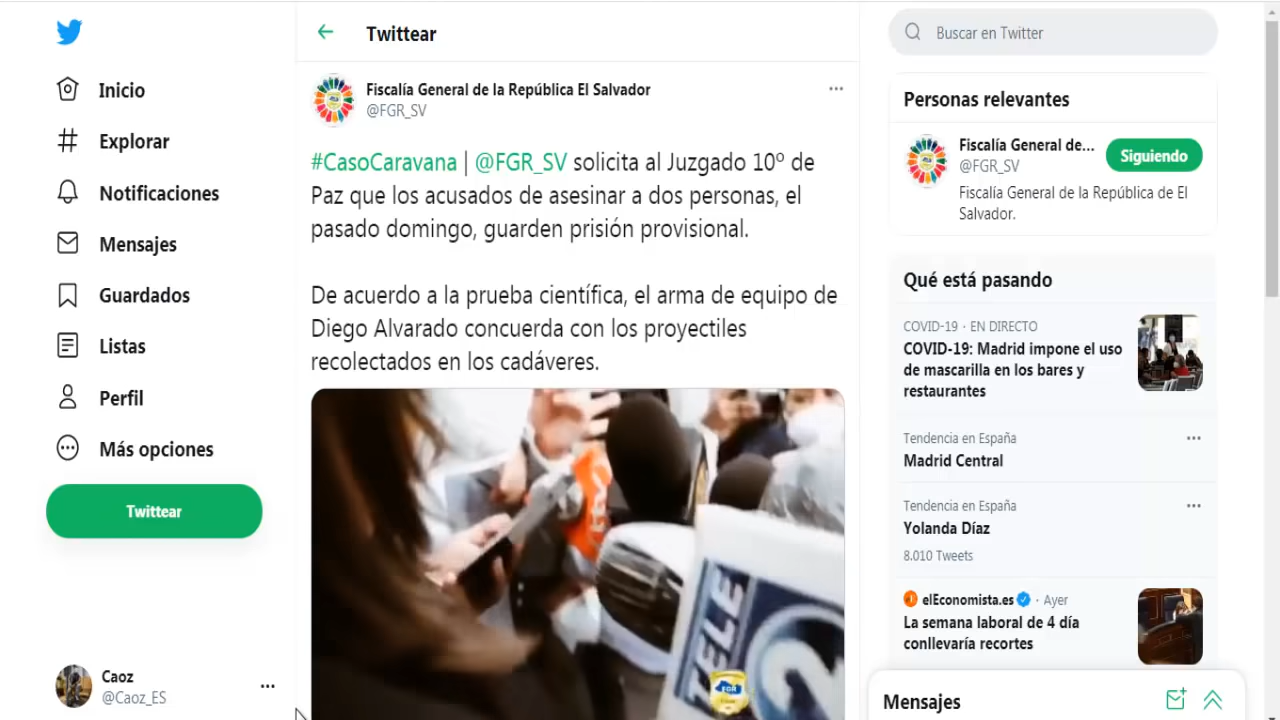 Inicio
Explorar
Notificaciones
Mensajes
Guardados
Listas
Perfil
Más opciones
Twittear
Caoz
@Caoz_ES
Twittear
Fiscalía General de la República El Salvador
@FGR_SV
#CasoCaravana | @FGR_SV solicita al Juzgado 10º de
Paz que los acusados de asesinar a dos personas, el
pasado domingo, guarden prisión provisional.
De acuerdo a la prueba científica, el arma de equipo de
Diego Alvarado concuerda con los proyectiles
recolectados en los cadáveres.
TELE
2
FGR
Buscar en Twitter
Personas relevantes
Fiscalía General de...
@FGR_SV
Siguiendo
Fiscalía General de la República de El
Salvador.
Qué está pasando
COVID-19 · EN DIRECTO
COVID-19: Madrid impone el uso
de mascarilla en los bares y
restaurantes
Tendencia en España
Madrid Central
Tendencia en España
Yolanda Díaz
8.010 Tweets
elEconomista.es · Ayer
La semana laboral de 4 día
conllevaría recortes
Mensajes